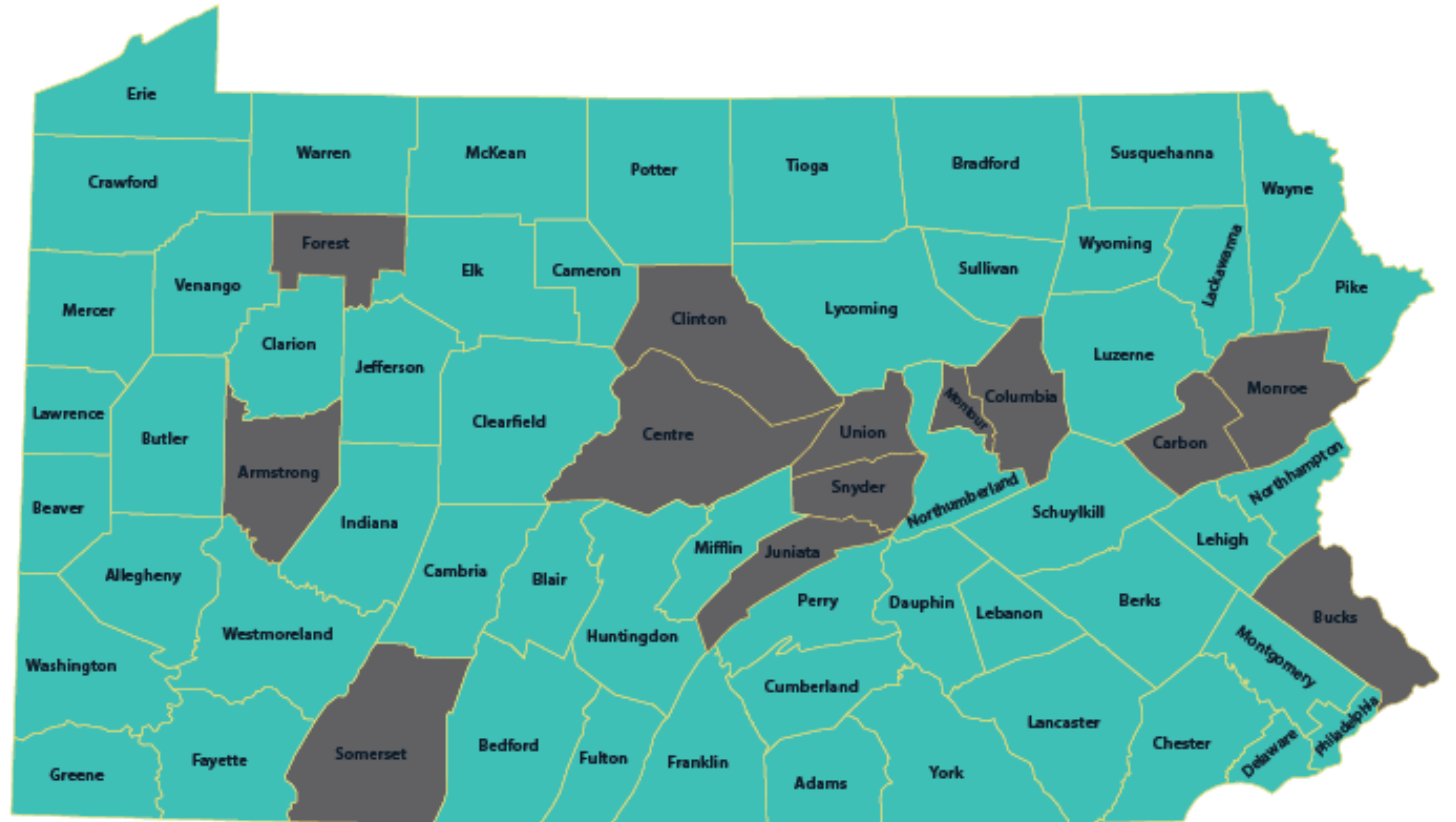 Erie
Warren
McKean
Potter
Tioga
Bradford
Susquehanna
Wayne
Crawford
Forest
Venango
Elk
Cameron
Sullivan
Wyoming
Lackawanna
Pike
Mercer
Clarion
Jefferson
Clinton
Lycoming
Luzerne
Monroe
Lawrence
Butler
Clearfield
Centre
Union
Montour
Columbia
Carbon
Armstrong
Snyder
Northumberland
Northhampton
Beaver
Indiana
Schuylkill
Lehigh
Allegheny
Cambria
Blair
Mifflin
Juniata
Perry
Dauphin
Lebanon
Berks
Bucks
Westmoreland
Huntingdon
Washington
Montgomery
Cumberland
Lancaster
Greene
Fayette
Somerset
Bedford
Fulton
Franklin
Adams
York
Chester
Delaware
Philadelphia